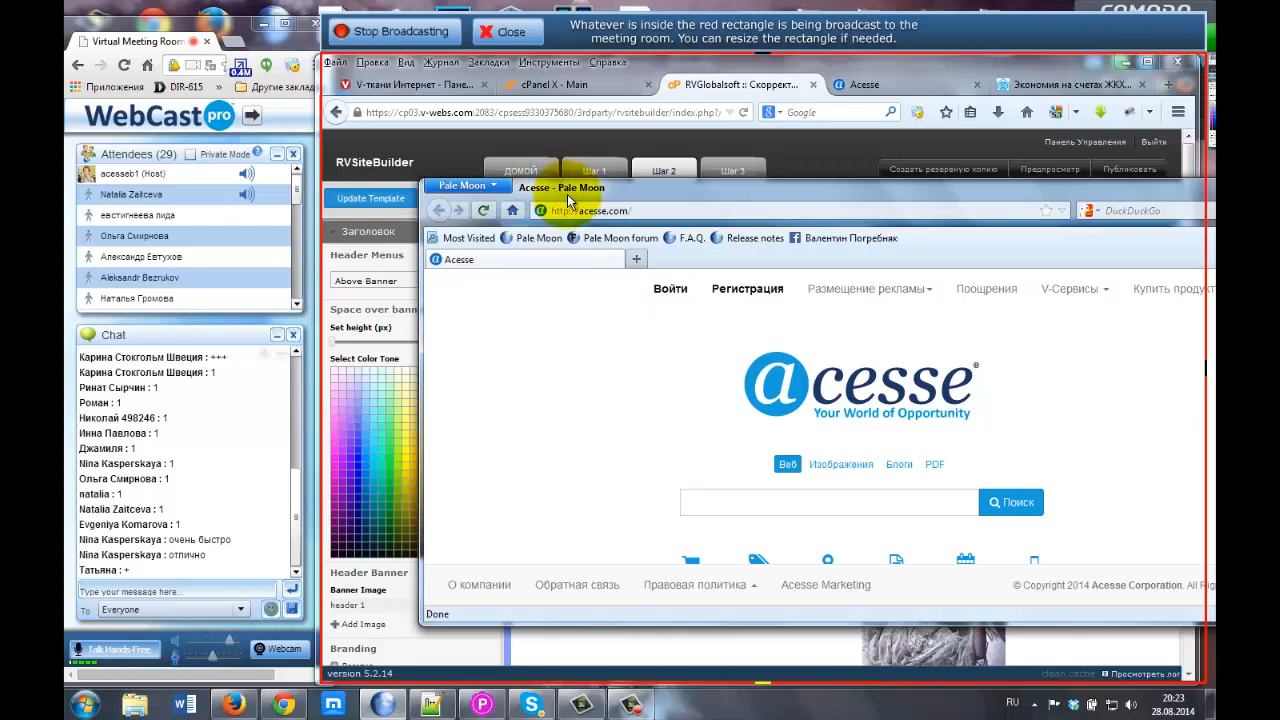 Stop Broadcasting
Close
Whatever is inside the red rectangle is being broadcast to the
meeting room. You can resize the rectangle if needed.
Virtual Meeting Room
Файл Правка Вид Журнал Закладки Инструменты Справка
V-ткани Интернет - Пане...
cPanel X - Main
RVGlobalsoft :: Скоррект...
Acesse
Экономия на счетах ЖКХ...
https://cp03.v-webs.com:2083/cpsess9330375680/3rdparty/rvsitebuilder/index.php?/
Google
0.4M
Приложения
DIR-615
Другие заклад
WebCast pro
Панель Управления
Выйти
RVSiteBuilder
ДОМОЙ
Шаг 1
Шаг 2
Шаг 3
Создать резервную копию
Предпросмотр
Публиковать
Attendees (29)
Private Mode
acesseb1 (Host)
Natalia Zaitceva
евстигнеева лида
Ольга Смирнова
Александр Евтухов
Aleksandr Bezrukov
Наталья Громова
Update Template
Заголовок
Header Menus
Above Banner
Space over bann
Set height (px)
Select Color Tone
Header Banner
Banner Image
header 1
Add Image
Branding
version 5.2.14
clean cache
Просмотреть лог
Pale Moon
Acesse - Pale Moon
http://acesse.com/
DuckDuckGo
Most Visited
Pale Moon
Pale Moon forum
F.A.Q.
Release notes
Валентин Погребняк
Acesse
Войти
Регистрация
Размещение рекламы
Поощрения
V-Сервисы
Купить продукт
acesse®
Your World of Opportunity
Веб
Изображения
Блоги
PDF
Поиск
О компании
Обратная связь
Правовая политика
Acesse Marketing
© Copyright 2014 Acesse Corporation. All Rig
Done
Chat
Карина Стокгольм Швеция : +++
Карина Стокгольм Швеция : 1
Ринат Сырчин : 1
Роман : 1
Николай 498246 : 1
Инна Павлова : 1
Джамиля : 1
Nina Kasperskaya : 1
Ольга Смирнова : 1
natalia : 1
Natalia Zaitceva : 1
Evgeniya Komarova : 1
Nina Kasperskaya : очень быстро
Nina Kasperskaya : отлично
Татьяна : +
Type your message here...
To
Everyone
Talk Hands-Free
Webcam
RU
20:23
28.08.2014